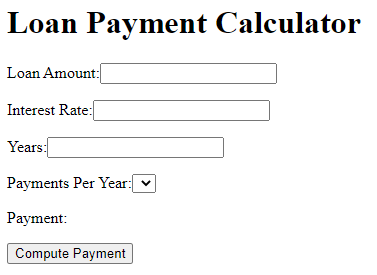 Loan Payment Calculator
Loan Amount:
Interest Rate:
Years:
Payments Per Year:
Payment:
Compute Payment